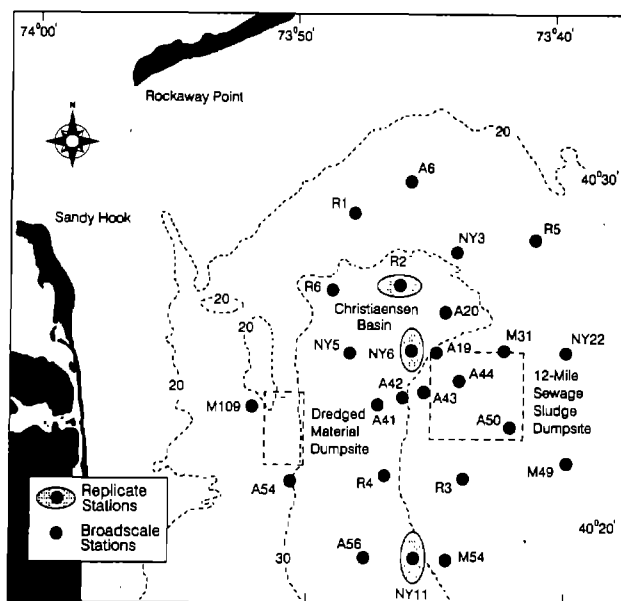 74°00'
73°50'
73°40'
Rockaway Point
N
20
A6
40°30'
R1
Sandy Hook
R5
NY3
R2
R6
20
Christiaensen
Basin
A20
20
NY5
NY6
A19
M31
NY22
20
A44
A42
A43
12-Mile
Sewage
Sludge
Dumpsite
M109
A41
Dredged
Material
Dumpsite
A50
A54
R4
R3
M49
Replicate
Stations
Broadscale
Stations
40°20'
30
A56
M54
NY11